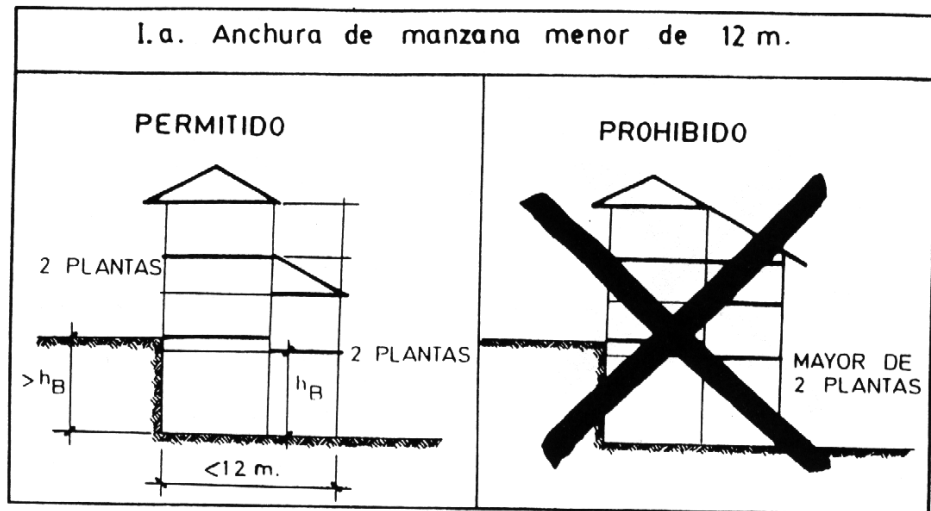 I.a. Anchura de manzana menor de 12 m.
PERMITIDO
2 PLANTAS
2 PLANTAS
>hB
hB
<12 m.
PROHIBIDO
MAYOR DE
2 PLANTAS